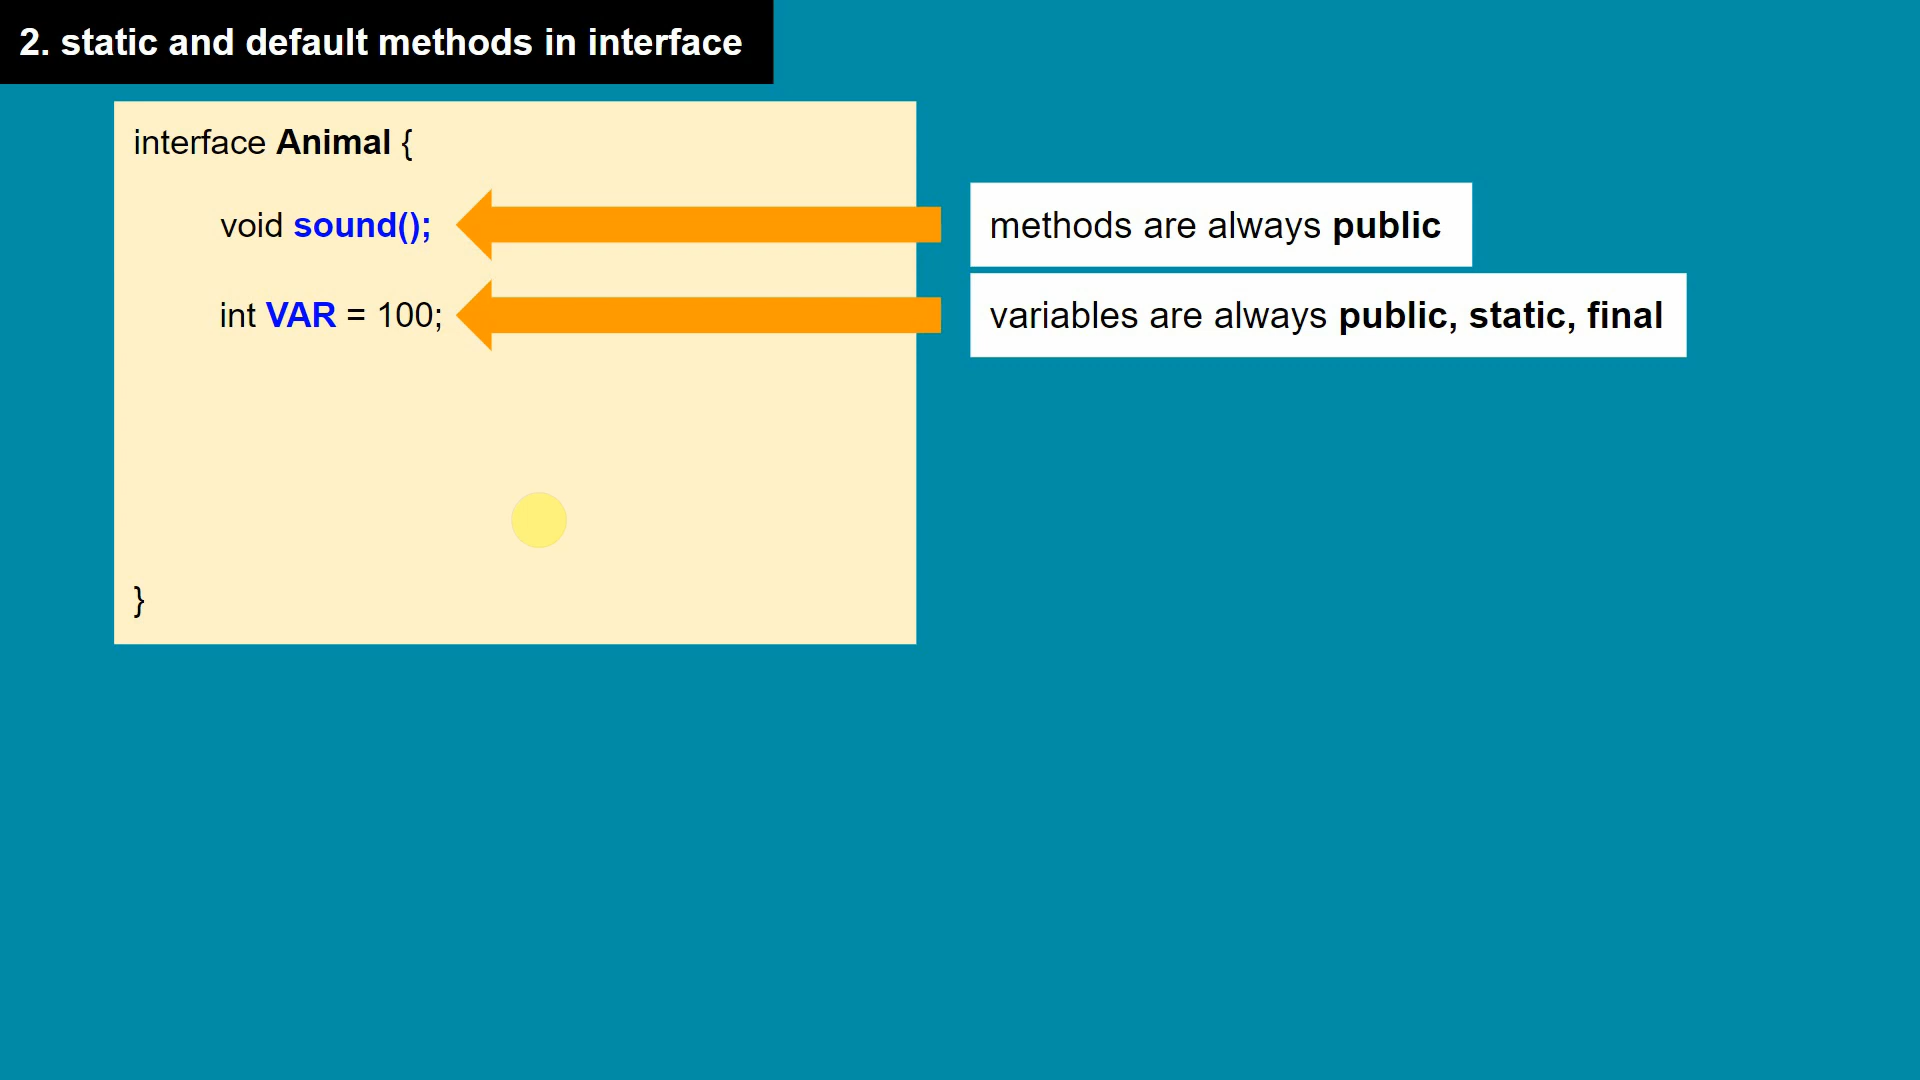 2. static and default methods in interface
interface Animal {
void sound();
methods are always public
int VAR = 100;
variables are always public, static, final
}